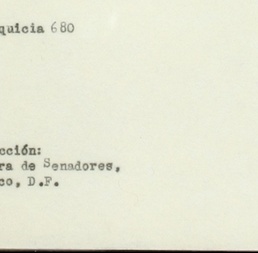 quicia 680
cción:
ra de Senadores,
co, D.F.